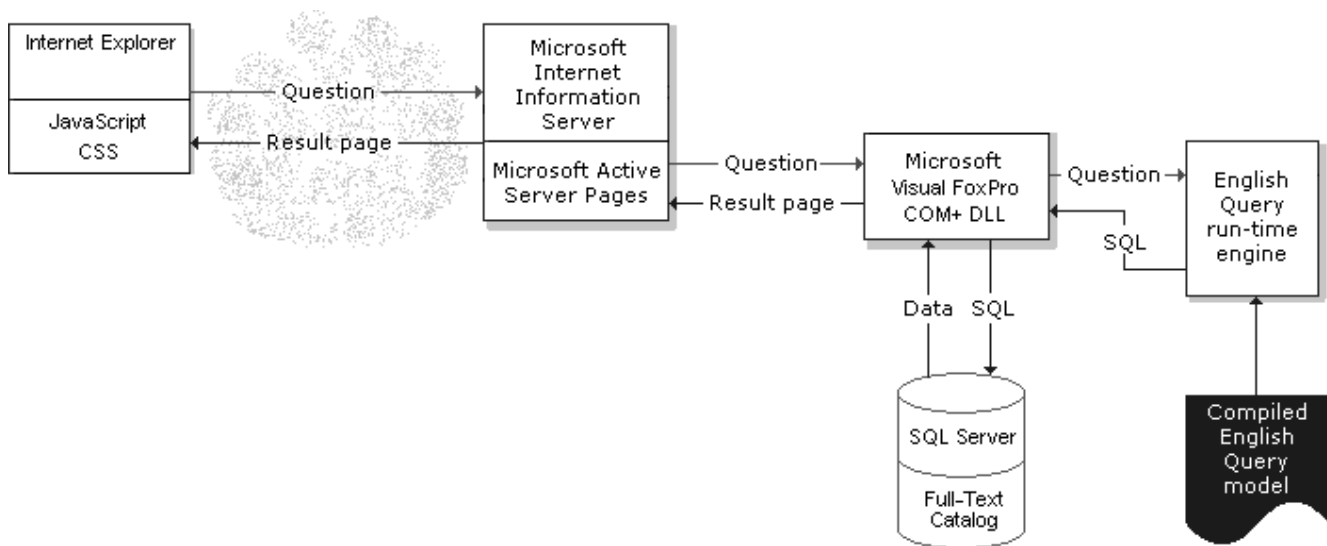 Internet Explorer
JavaScript
CSS
Question
Result page
Microsoft
Internet
Information
Server
Microsoft Active
Server Pages
Question
Result page
Microsoft
Visual FoxPro
COM+ DLL
Question
SQL
English
Query
run-time
engine
Data
SQL
SQL Server
Full-Text
Catalog
Compiled
English
Query
model